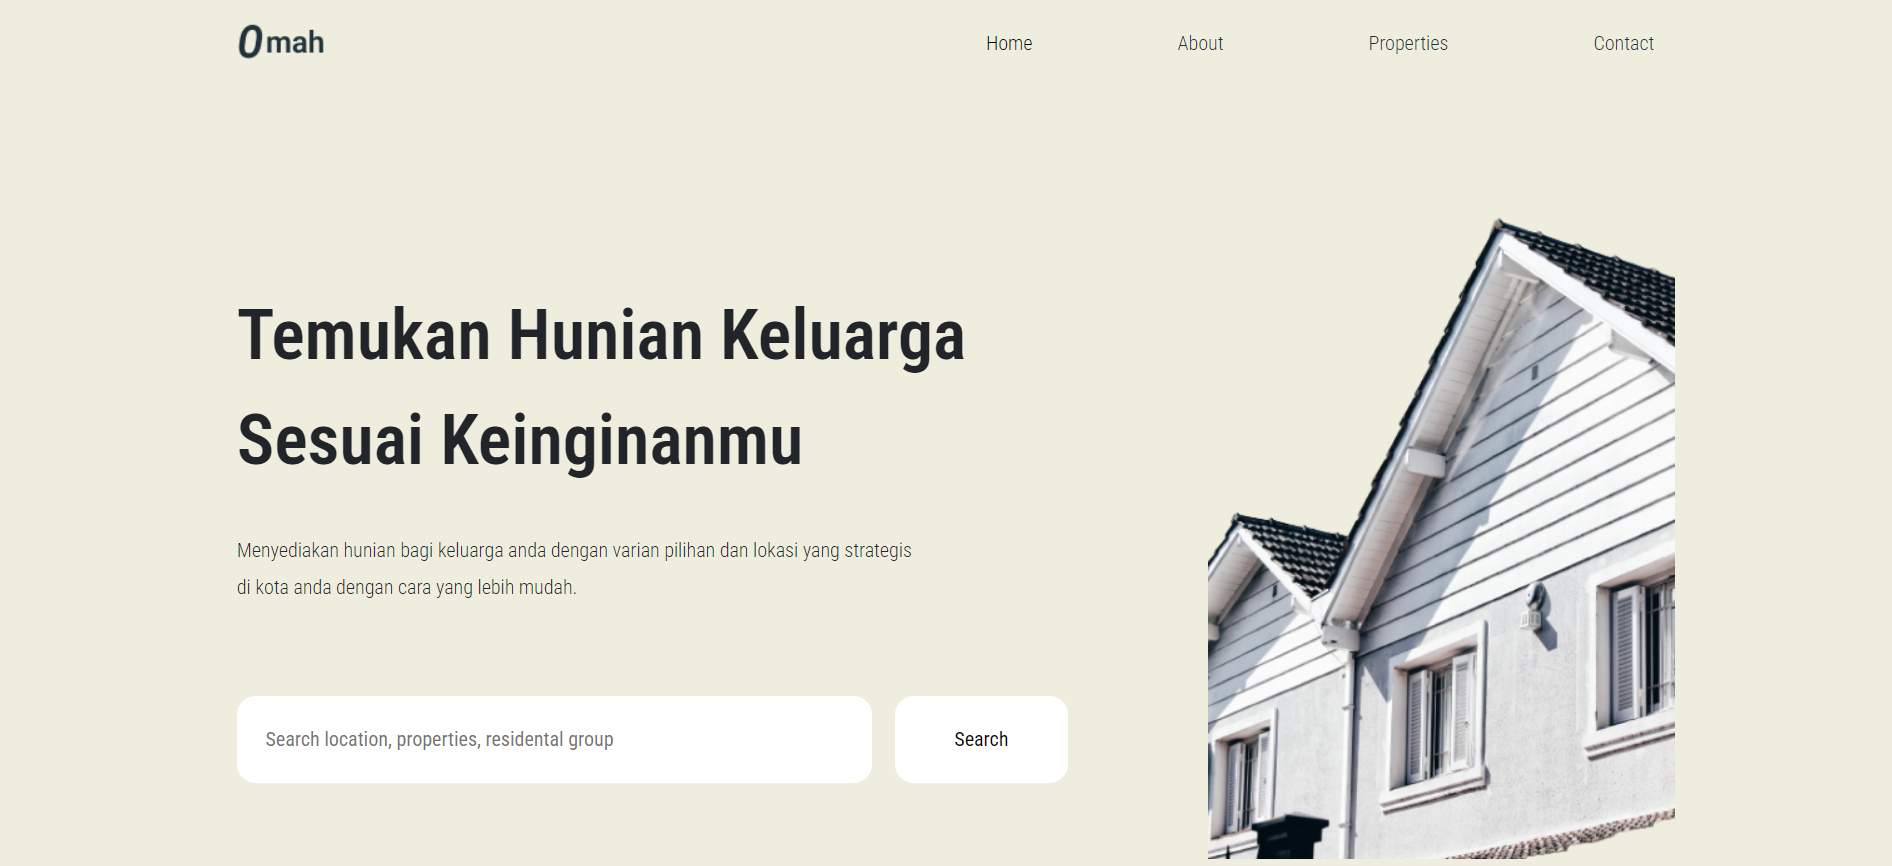 Omah
Home
About
Properties
Contact
Temukan Hunian Keluarga
Sesuai Keinginanmu
Menyediakan hunian bagi keluarga anda dengan varian pilihan dan lokasi yang strategis
di kota anda dengan cara yang lebih mudah.
Search location, properties, residental group
Search